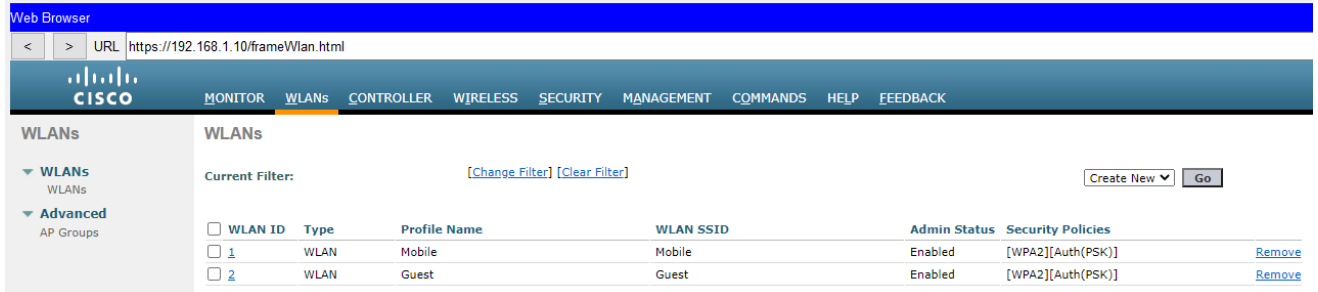 Web Browser
< > URL https://192.168.1.10/frameWlan.html
CISCO
MONITOR WLANs CONTROLLER WIRELESS SECURITY MANAGEMENT COMMANDS HELP FEEDBACK
WLANs
WLANs
WLANs
Advanced
AP Groups
WLANs
Current Filter: [Change Filter] [Clear Filter] Create New Go
WLAN ID Type Profile Name WLAN SSID Admin Status Security Policies
1 WLAN Mobile Mobile Enabled [WPA2][Auth(PSK)] Remove
2 WLAN Guest Guest Enabled [WPA2][Auth(PSK)] Remove